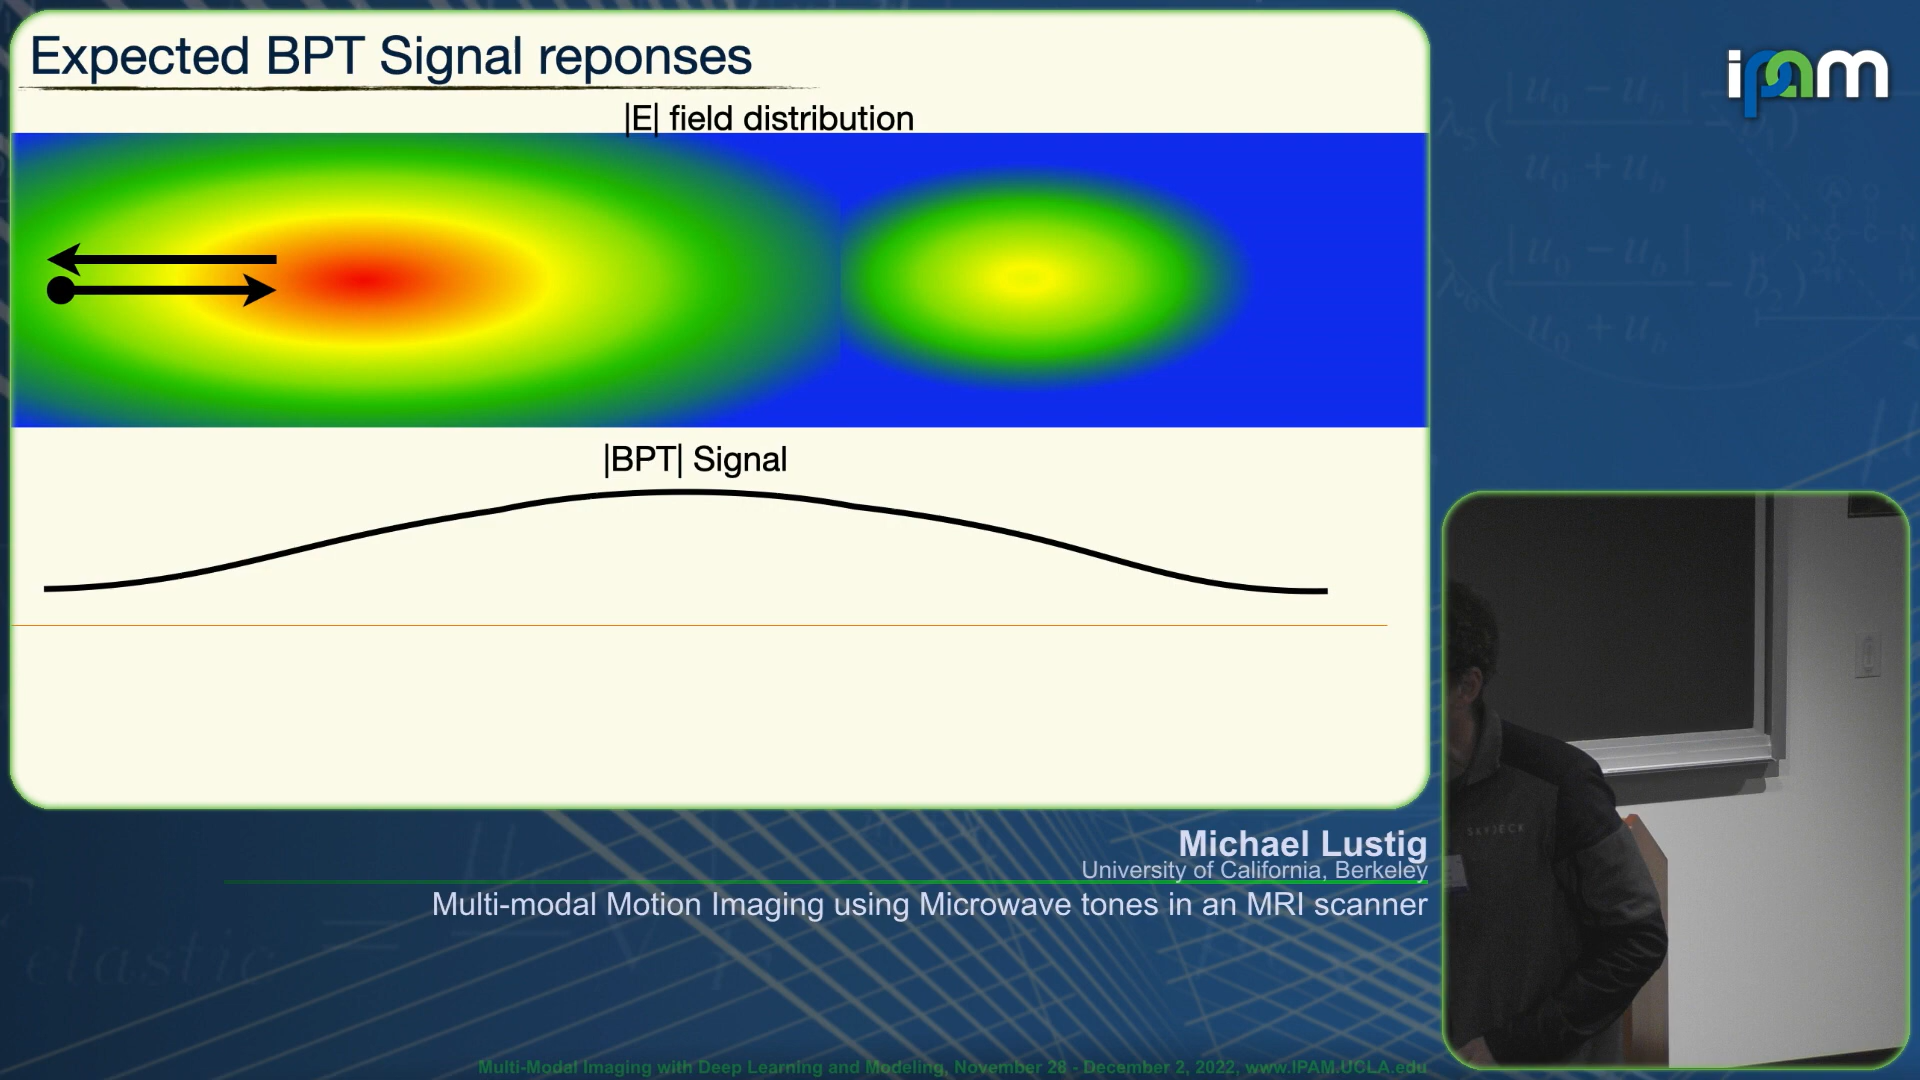 Expected BPT Signal reponses
|E| field distribution
|BPT| Signal
ipam
SKYJECK
Michael Lustig
University of California, Berkeley
Multi-modal Motion Imaging using Microwave tones in an MRI scanner
elastic
Multi-Modal Imaging with Deep Learning and Modeling, November 28 - December 2, 2022, www.IPAM.UCLA.edu